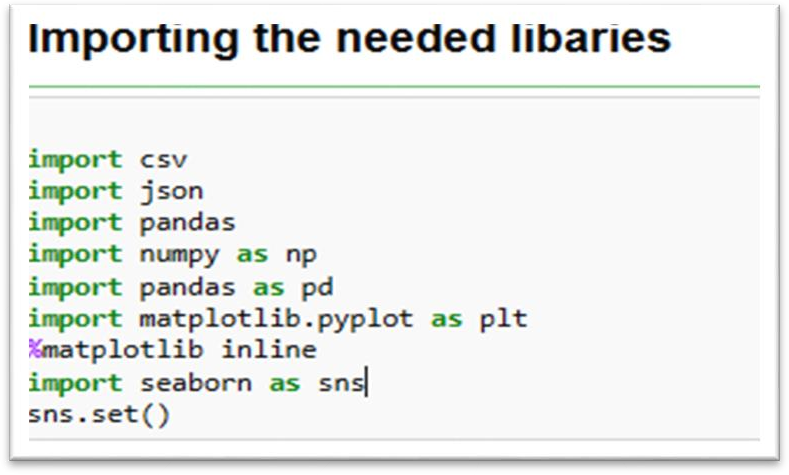 Importing the needed libaries
import csv
import json
import pandas
import numpy as np
import pandas as pd
import matplotlib.pyplot as plt
%matplotlib inline
import seaborn as sns
sns.set()